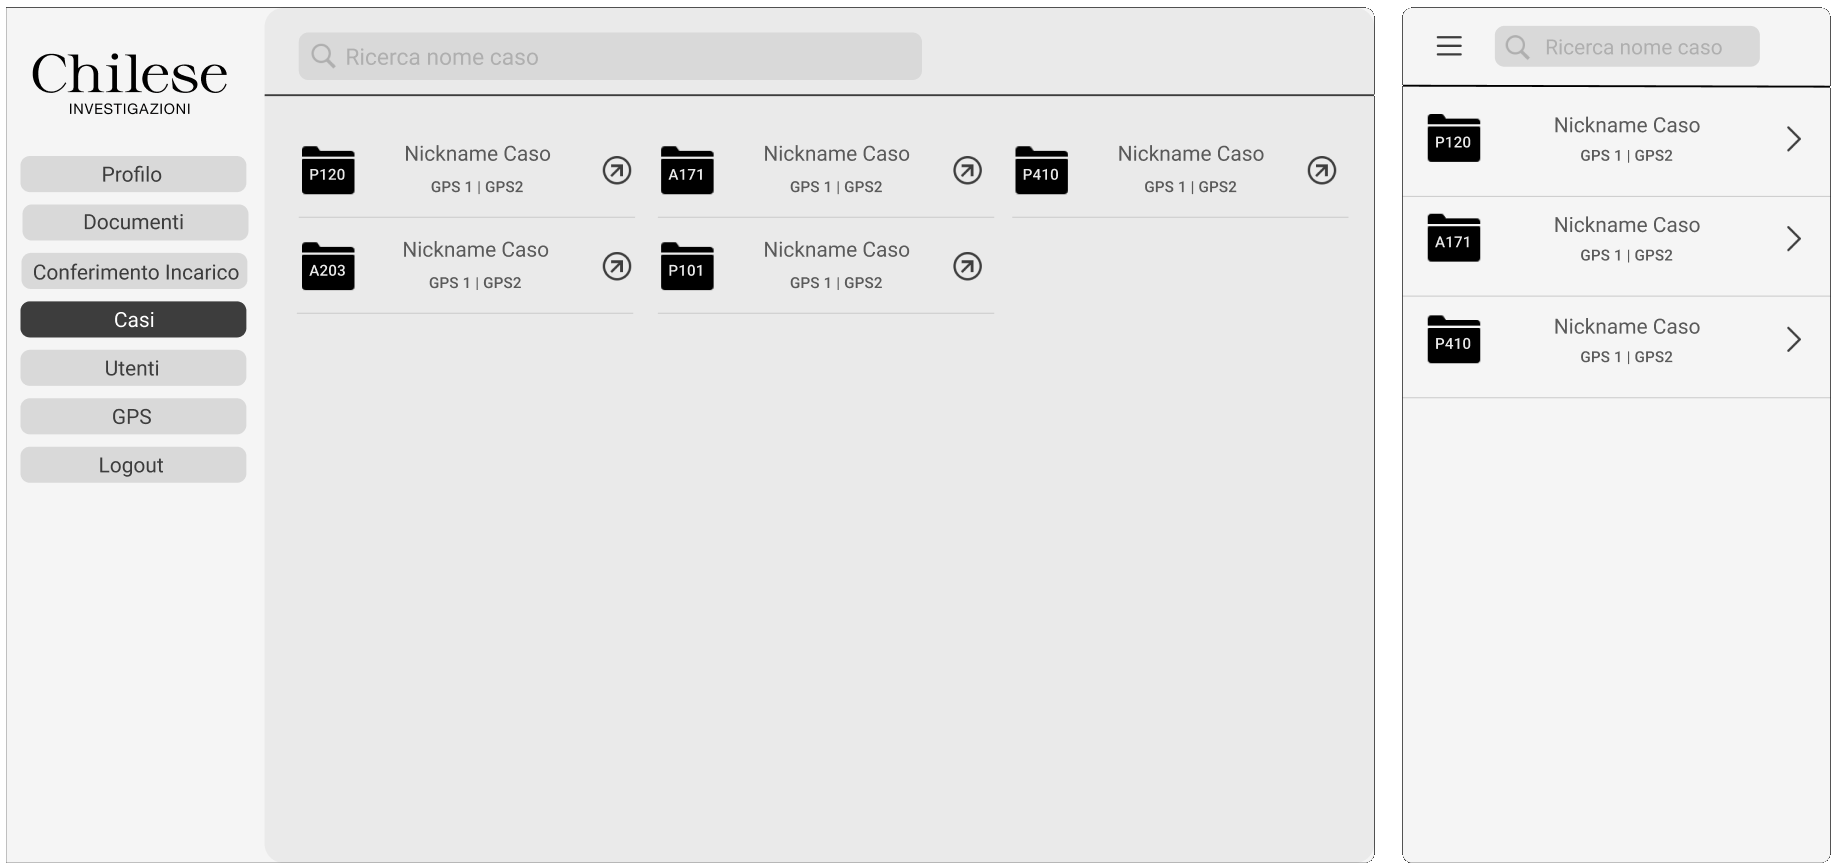 Chilese
INVESTIGAZIONI
Profilo
Documenti
Conferimento Incarico
Casi
Utenti
GPS
Logout
Ricerca nome caso
P120
Nickname Caso
GPS 1 | GPS2
A171
Nickname Caso
GPS 1 | GPS2
P410
Nickname Caso
GPS 1 | GPS2
A203
Nickname Caso
GPS 1 | GPS2
P101
Nickname Caso
GPS 1 | GPS2
Ricerca nome caso
P120
Nickname Caso
GPS 1 | GPS2
A171
Nickname Caso
GPS 1 | GPS2
P410
Nickname Caso
GPS 1 | GPS2